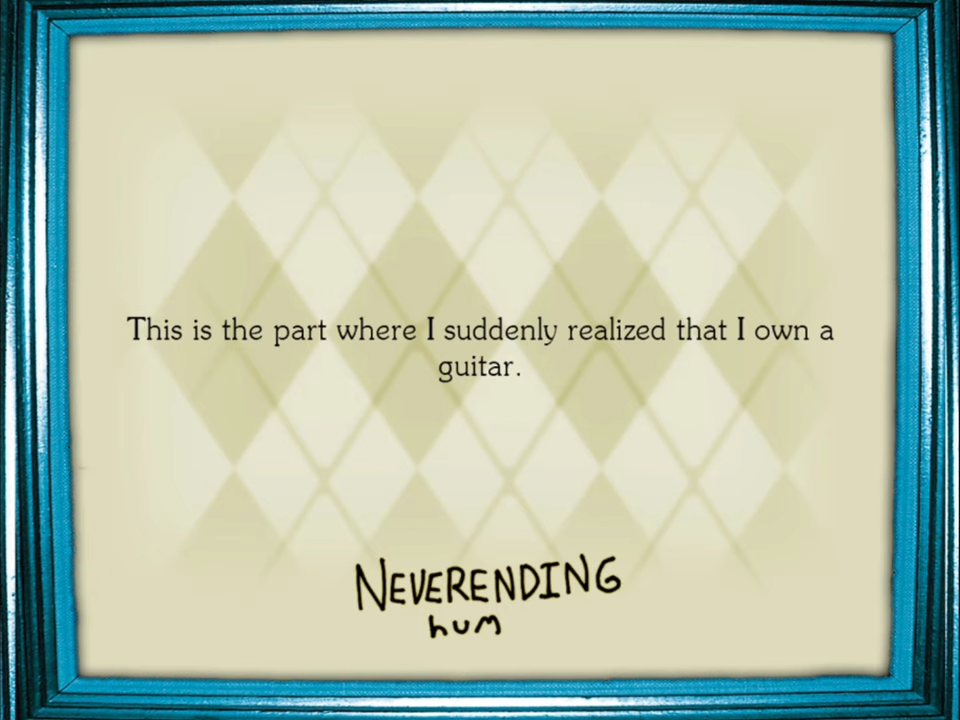 This is the part where I suddenly realized that I own a
guitar.
NEVERENDING
hum